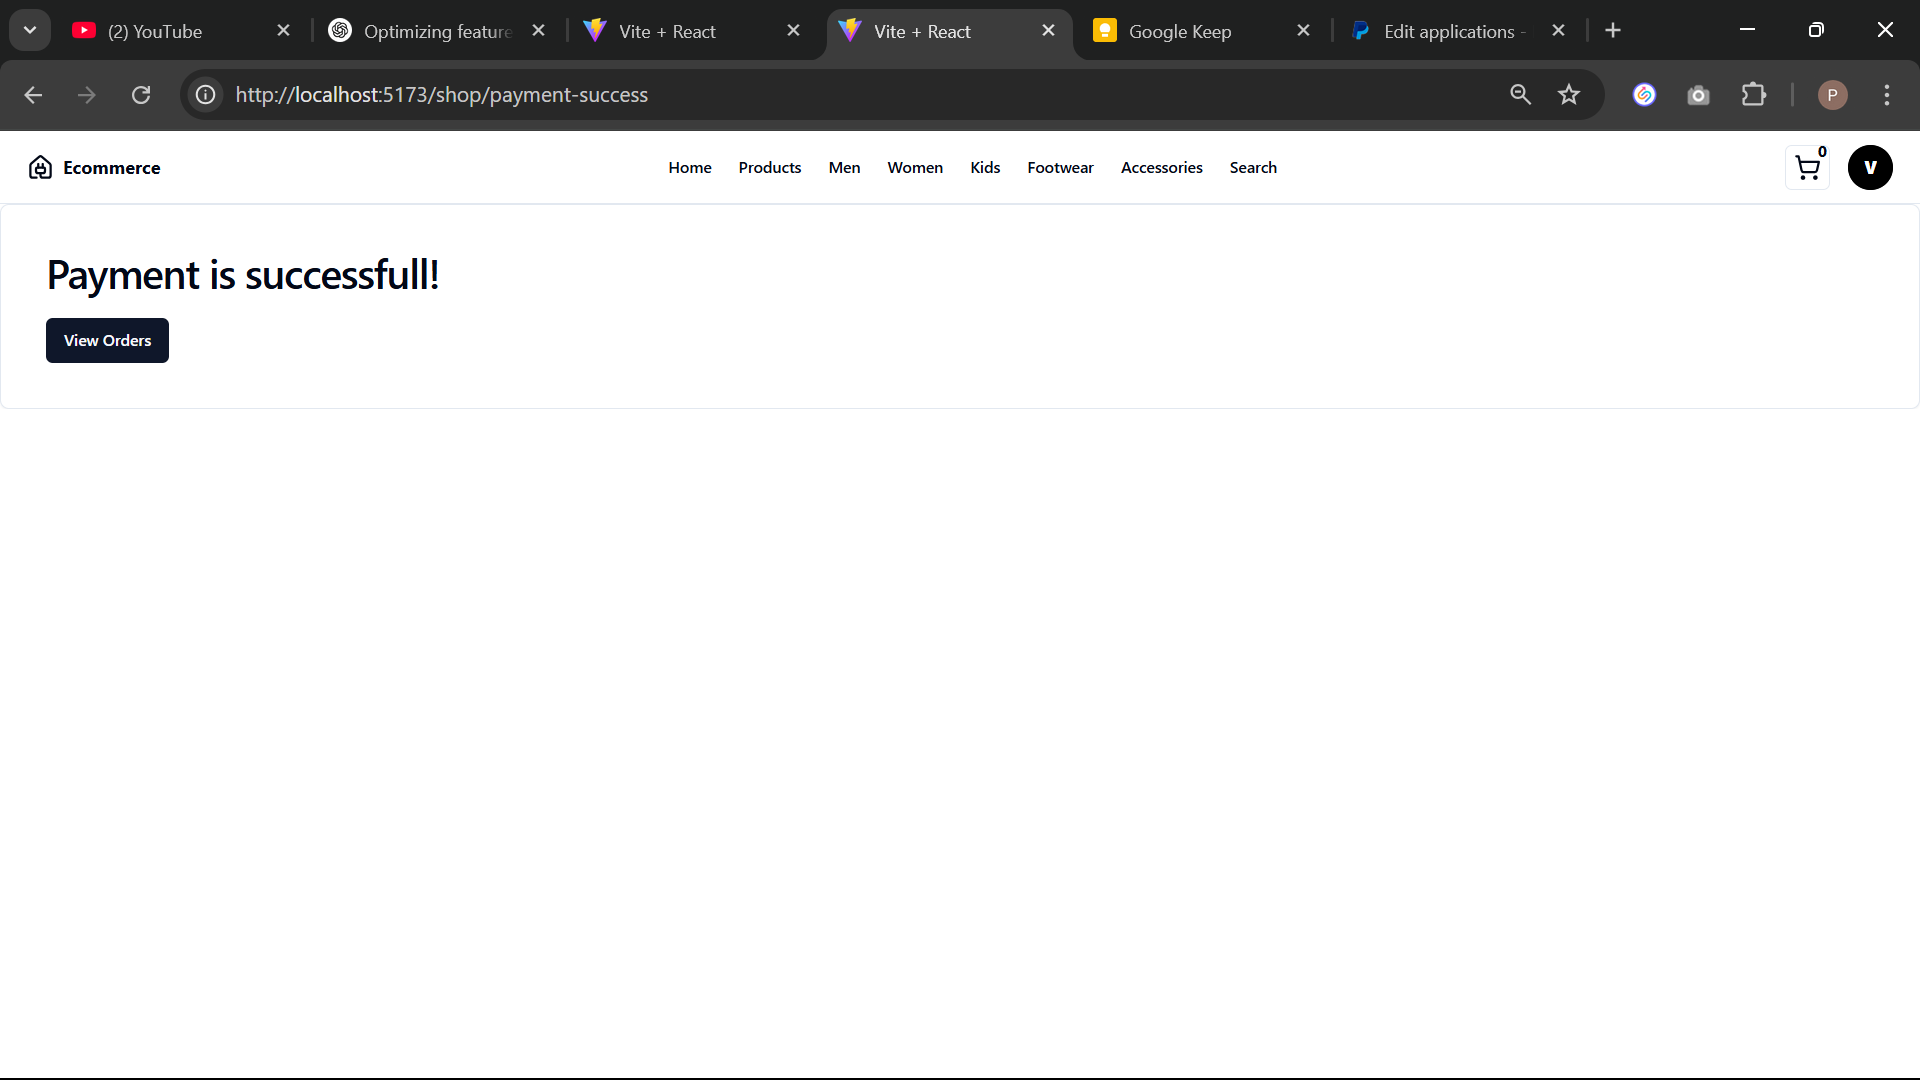 (2) YouTube
Optimizing feature
Vite + React
Vite + React
Google Keep
Edit applications -
http://localhost:5173/shop/payment-success
P
Ecommerce
Home
Products
Men
Women
Kids
Footwear
Accessories
Search
0
V
Payment is successfull!
View Orders